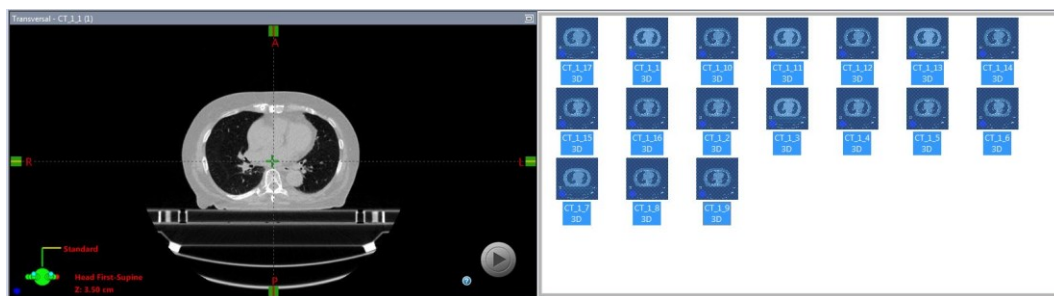 Transversal - CT_1_1 (1)
A
R
L
Standard
Head First-Supine
Z: 3.58 cm
P
CT_1_17
3D
CT_1_1
3D
CT_1_10
3D
CT_1_11
3D
CT_1_12
3D
CT_1_13
3D
CT_1_14
3D
CT_1_15
3D
CT_1_16
3D
CT_1_2
3D
CT_1_3
3D
CT_1_4
3D
CT_1_5
3D
CT_1_6
3D
CT_1_7
3D
CT_1_8
3D
CT_1_9
3D